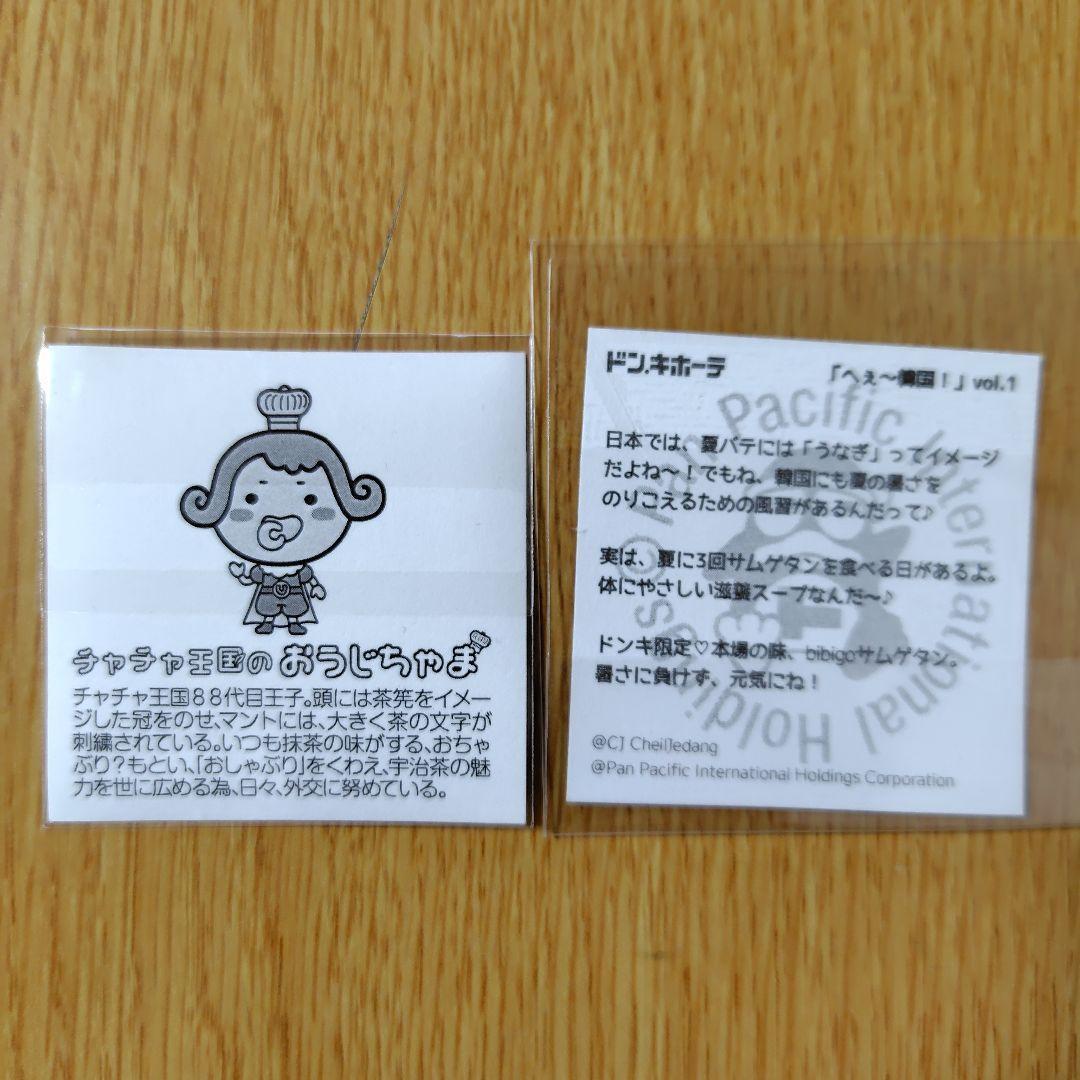 チャチャ王国のおうじちゃま
チャチャ王国88代目王子。頭には茶筅をイメー
ジした冠をのせ、マントには、大きく茶の文字が
刺繍されている。いつも抹茶の味がする、おちゃ
ぶり?もとい、「おしゃぶり」をくわえ、宇治茶の魅
力を世に広める為、日々、外交に努めている。
ドン.キホーテ
「へぇ〜韓国!」vol.1
日本では、夏バテには「うなぎ」ってイメージ
だよね〜!でもね、韓国にも夏の暑さを
のりこえるための風習があるんだって♪
実は、夏に3回サムゲタンを食べる日があるよ。
体にやさしい滋養スープなんだ〜♪
ドンキ限定♡本場の味、bibigoサムゲタン。
暑さに負けず、元気にね!
@CJ CheilJedang
@Pan Pacific International Holdings Corporation
© Pan Pacific International Holdings